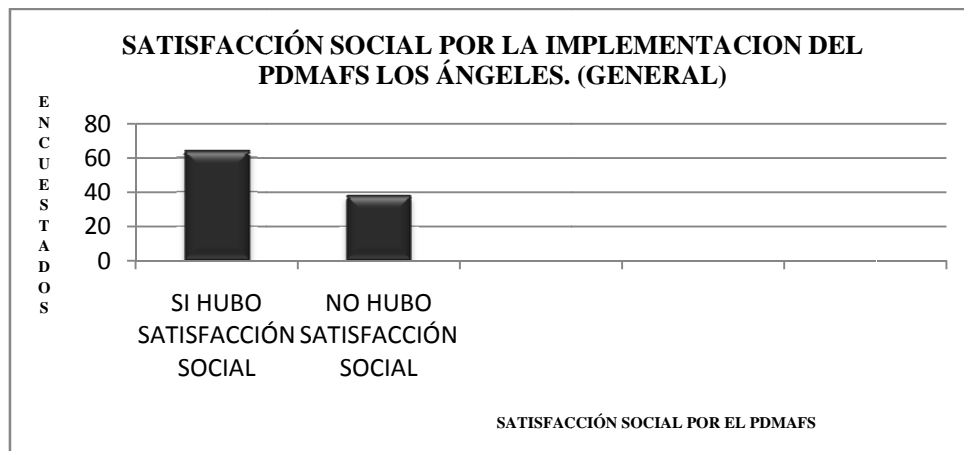 SATISFACCIÓN SOCIAL POR LA IMPLEMENTACION DEL
PDMAFS LOS ÁNGELES. (GENERAL)
ENCUESTADOS
80
60
40
20
0
SI HUBO SATISFACCIÓN SOCIAL
NO HUBO SATISFACCIÓN SOCIAL
SATISFACCIÓN SOCIAL POR EL PDMAFS